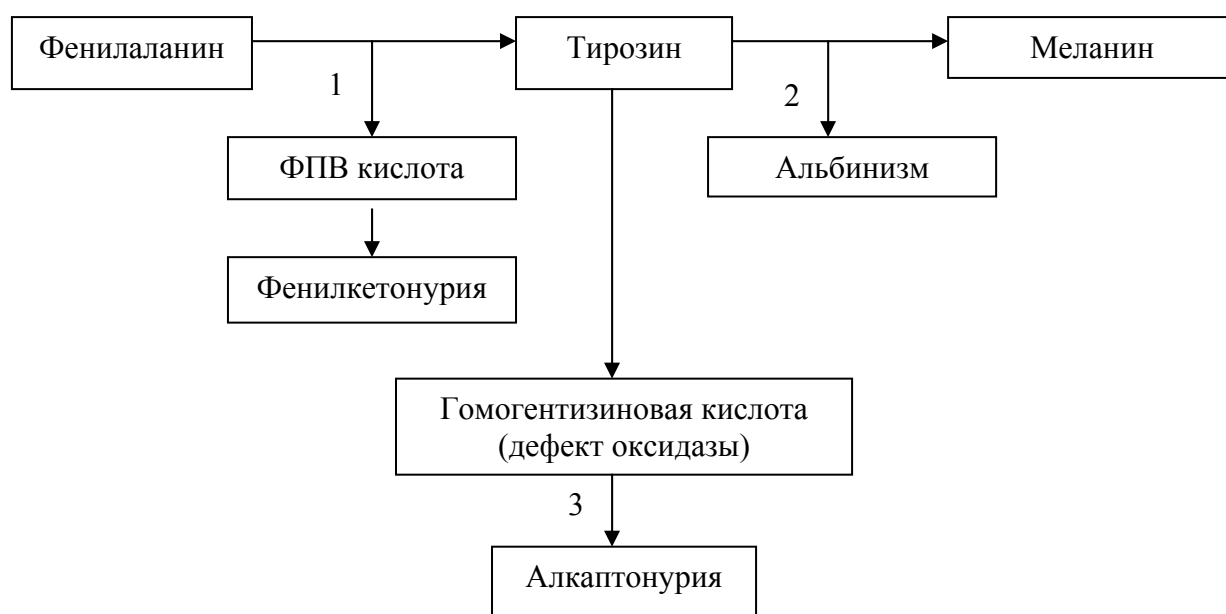 Фенилаланин
Тирозин
Меланин
1
2
ФПВ кислота
Альбинизм
Фенилкетонурия
Гомогентизиновая кислота
(дефект оксидазы)
3
Алкаптонурия